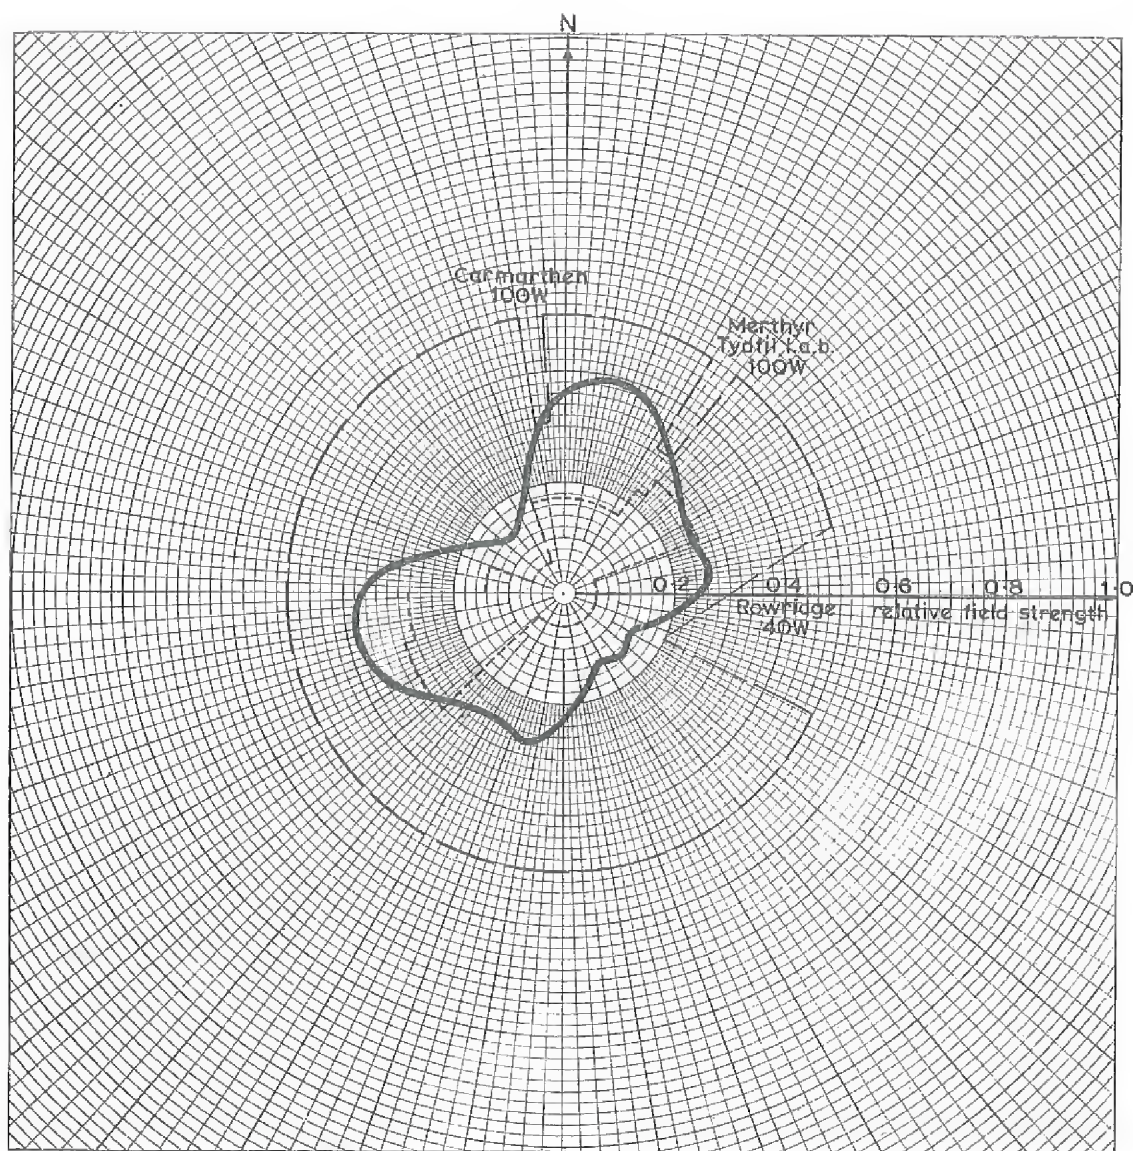 N
Carmarthen
100W
Merthyr
Tydfil l.a.b.
100W
0·2 0·4 0·6 0·8 1·0
Rowridge relative field strength
40W